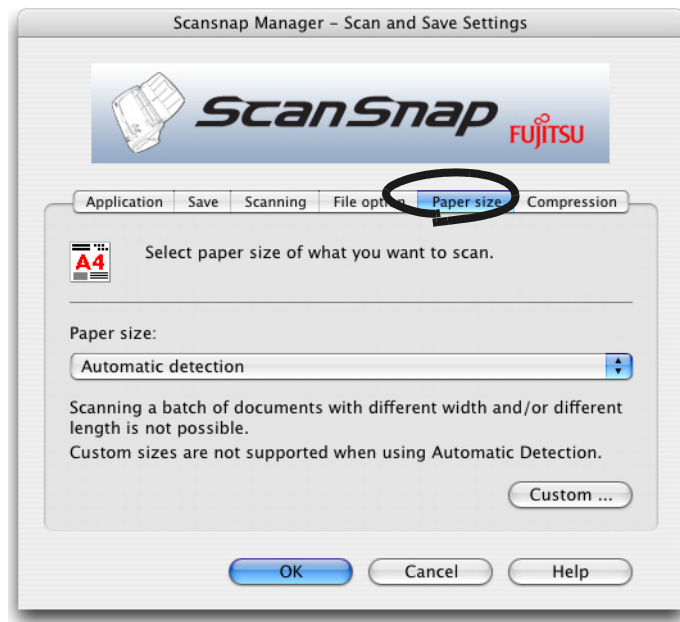 Scansnap Manager – Scan and Save Settings
ScanSnap
FUJITSU
Application Save Scanning File option Paper size Compression
A4
Select paper size of what you want to scan.
Paper size:
Automatic detection
Scanning a batch of documents with different width and/or different
length is not possible.
Custom sizes are not supported when using Automatic Detection.
Custom ...
OK Cancel Help